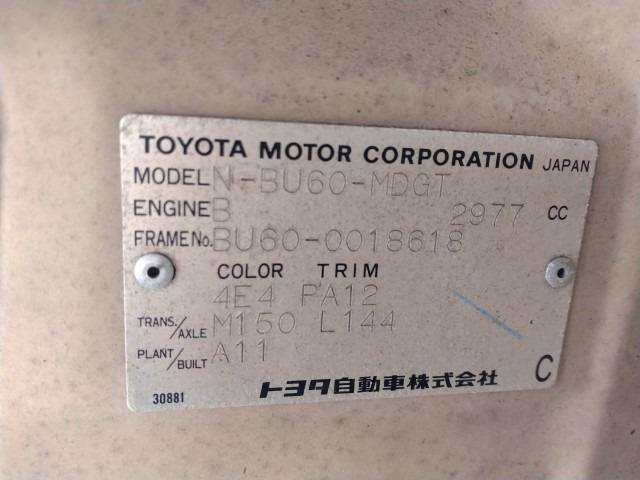 TOYOTA MOTOR CORPORATION JAPAN
MODEL N-BU60-MDGT
ENGINE B 2977 CC
FRAME No. BU60-0018618
COLOR TRIM
4E4 PA12
TRANS./AXLE M150 L144
PLANT/BUILT A11
トヨタ自動車株式会社 C
30881